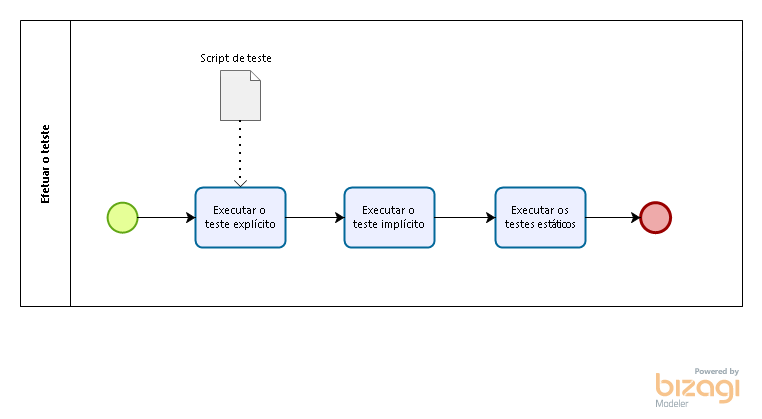 Efetuar o tetste
Script de teste
Executar o
teste explícito
Executar o
teste implícito
Executar os
testes estáticos
Powered by
bizagi
Modeler